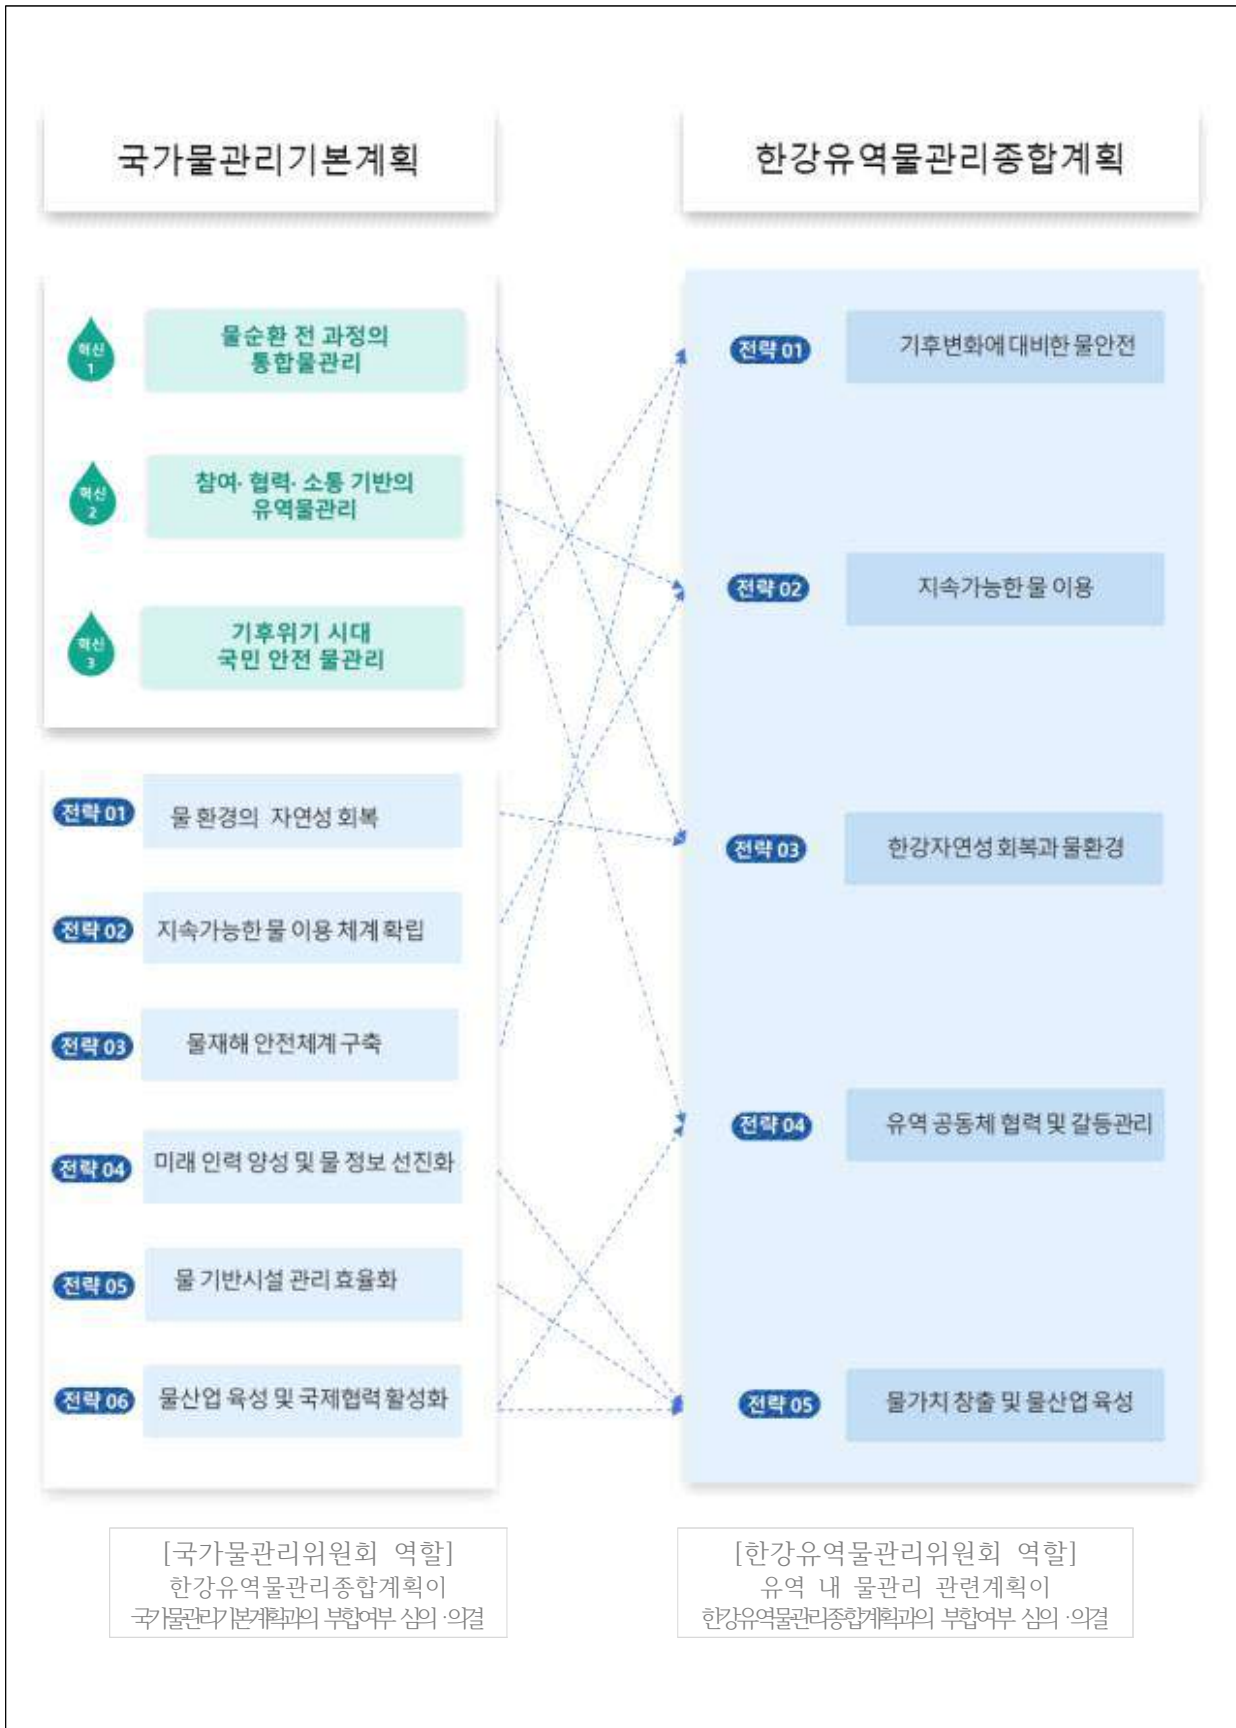 국가물관리기본계획
혁신
1
물순환 전 과정의
통합물관리
혁신
2
참여· 협력· 소통 기반의
유역물관리
혁신
3
기후위기 시대
국민 안전 물관리
전략 01
물 환경의 자연성 회복
전략 02
지속가능한 물 이용 체계 확립
전략 03
물재해 안전체계 구축
전략 04
미래 인력 양성 및 물 정보 선진화
전략 05
물 기반시설 관리 효율화
전략 06
물산업 육성 및 국제협력 활성화
[국가물관리위원회 역할]
한강유역물관리종합계획이
국가물관리기본계획과의 부합여부 심의·의결
한강유역물관리종합계획
전략 01
기후변화에 대비한 물안전
전략 02
지속가능한 물 이용
전략 03
한강자연성 회복과 물환경
전략 04
유역 공동체 협력 및 갈등관리
전략 05
물가치 창출 및 물산업 육성
[한강유역물관리위원회 역할]
유역 내 물관리 관련계획이
한강유역물관리종합계획과의 부합여부 심의·의결